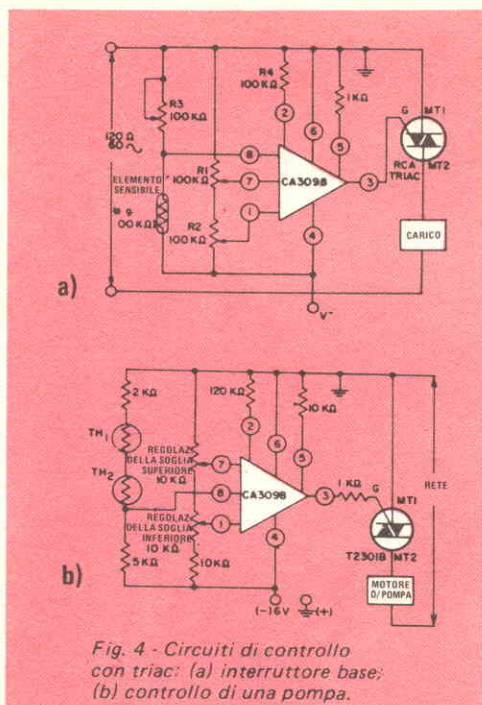 R4
100 KΩ
R3
100 KΩ
1 KΩ
G
MT1
2
6
5
120 Ω
60 ~
8
R1
100 KΩ
7
CA3098
3
RCA
TRIAC
MT2
ELEMENTO
SENSIBILE
R2
100 KΩ
1
00 KΩ
4
CARICO
a)
V-
2 KΩ
120 KΩ
10 KΩ
2
6
5
TH1
REGOLAZ
DELLA SOGLIA
SUPERIORE
10 KΩ
7
1 KΩ
G
MT1
RETE
TH2
8
CA3098
3
REGOLAZ
DELLA SOGLIA
INFERIORE
10 KΩ
1
T2301B
MT2
4
5 KΩ
10 KΩ
MOTORE
D/POMPA
b)
(-)6V
(+)
Fig. 4 - Circuiti di controllo
con triac: (a) interruttore base;
(b) controllo di una pompa.